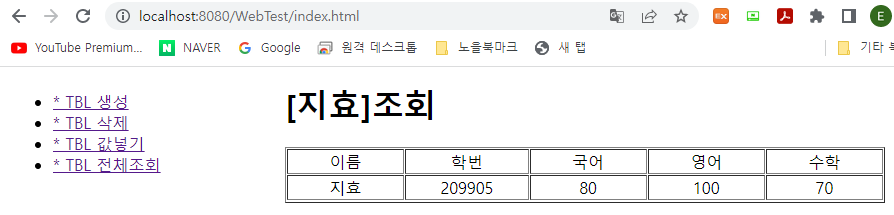 localhost:8080/WebTest/index.html
YouTube Premium... NAVER Google 원격 데스크톱 노을북마크 새 탭 기타 북
* TBL 생성
* TBL 삭제
* TBL 값넣기
* TBL 전체조회
[지효]조회
이름 학번 국어 영어 수학
지효 209905 80 100 70